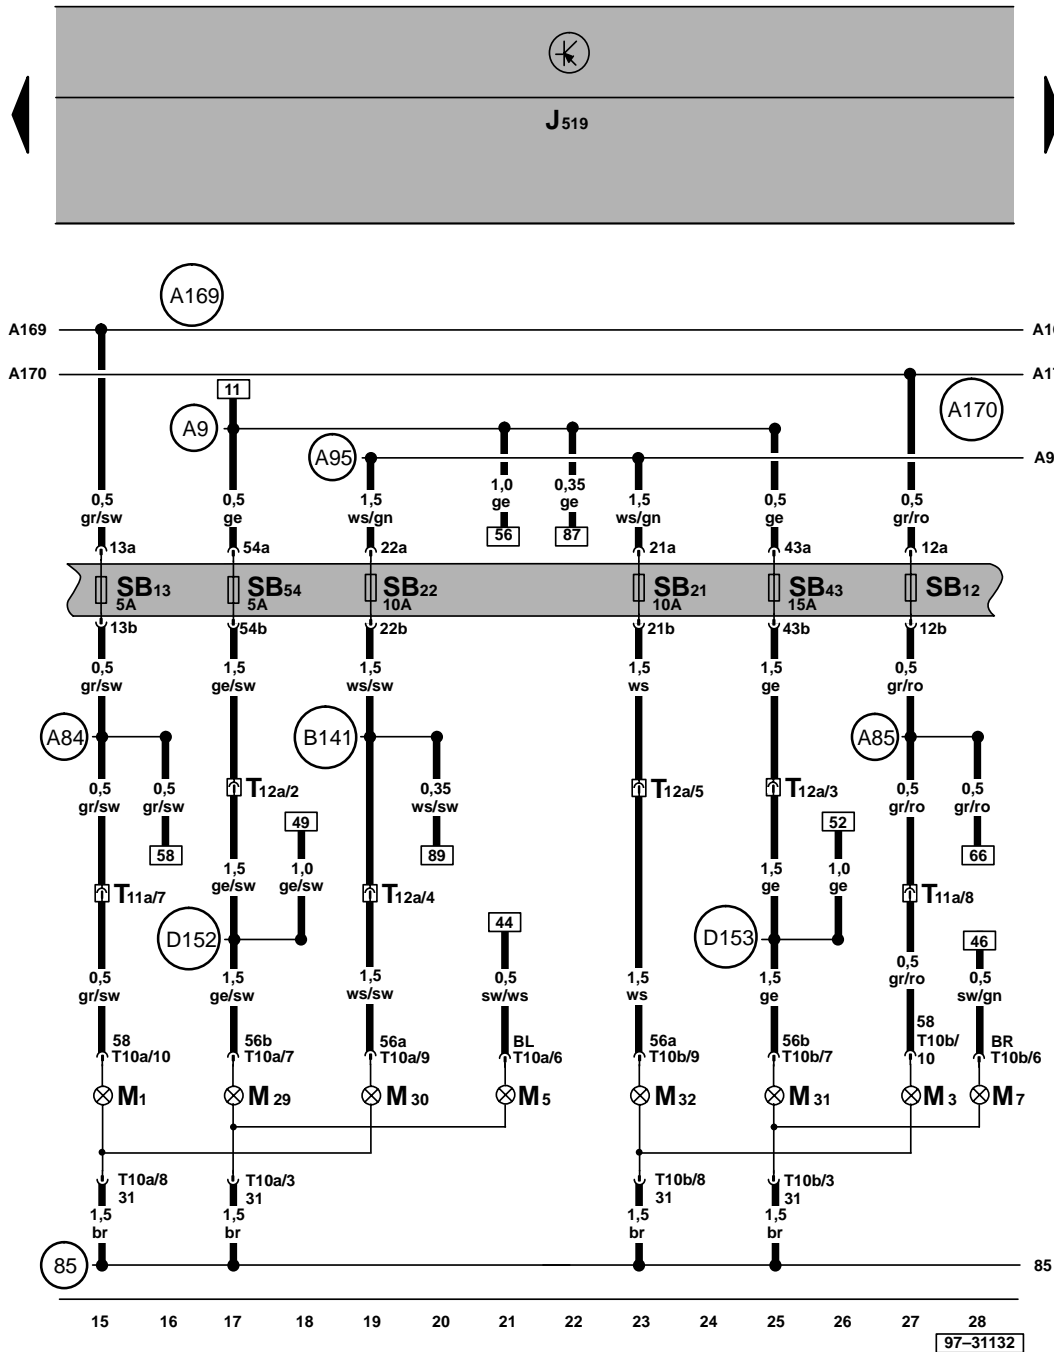 J519
A169
A169
A16
A170
A17
11
A170
A9
A95
A9
0,5 gr/sw
0,5 ge
1,5 ws/gn
1,0 ge
0,35 ge
1,5 ws/gn
0,5 ge
0,5 gr/ro
56
87
13a
54a
22a
21a
43a
12a
SB13 5A
SB54 5A
SB22 10A
SB21 10A
SB43 15A
SB12
13b
54b
22b
21b
43b
12b
0,5 gr/sw
1,5 ge/sw
1,5 ws/sw
1,5 ws
1,5 ge
0,5 gr/ro
A84
B141
A85
0,5 gr/sw
0,5 gr/sw
T12a/2
0,35 ws/sw
T12a/5
T12a/3
0,5 gr/ro
0,5 gr/ro
49
52
58
89
66
1,5 ge/sw
1,0 ge/sw
1,5 ge
1,0 ge
T11a/7
T12a/4
T11a/8
44
D152
D153
46
0,5 gr/sw
1,5 ge/sw
1,5 ws/sw
0,5 sw/ws
1,5 ws
1,5 ge
0,5 gr/ro
0,5 sw/gn
58 T10a/10
56b T10a/7
56a T10a/9
BL T10a/6
56a T10b/9
56b T10b/7
58 T10b/10
BR T10b/6
M1
M29
M30
M5
M32
M31
M3
M7
T10a/8 31
T10a/3 31
T10b/8 31
T10b/3 31
1,5 br
1,5 br
1,5 br
1,5 br
85
85
15 16 17 18 19 20 21 22 23 24 25 26 27 28
97–31132